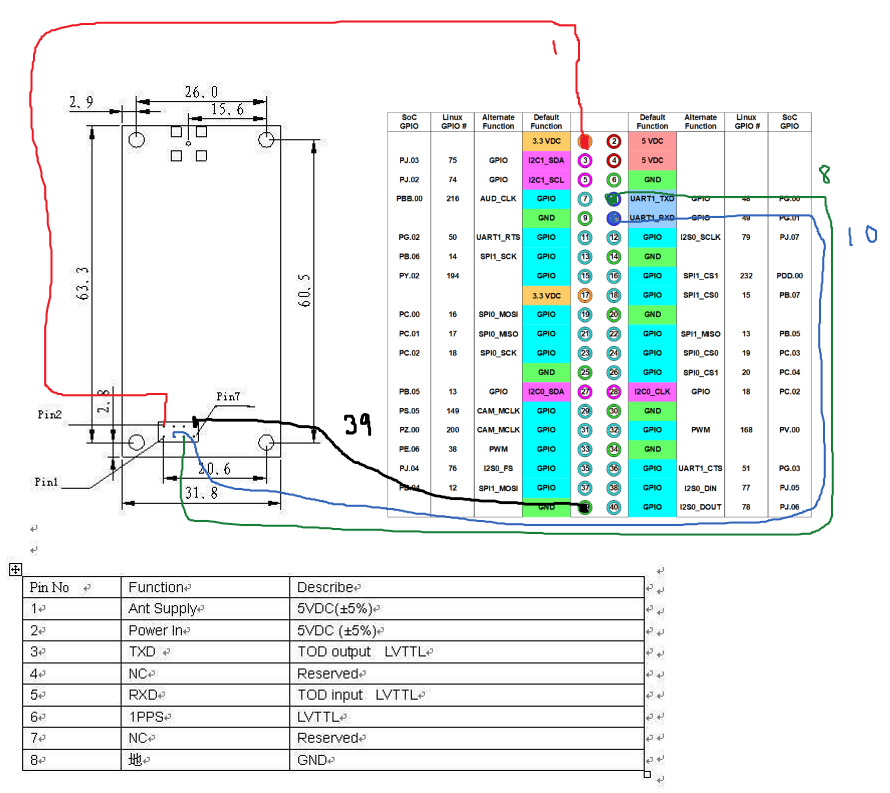 1
26.0
2.9
15.6
63.3
60.5
2.8
Pin7
Pin2
Pin1
20.6
31.8
39
8
10
SoC GPIO Linux GPIO # Alternate Function Default Function Default Function Alternate Function Linux GPIO # SoC GPIO
3.3 VDC 2 5 VDC
PJ.03 75 GPIO I2C1_SDA 3 4 5 VDC
PJ.02 74 GPIO I2C1_SCL 5 6 GND
PBB.00 216 AUD_CLK GPIO 7 UART1_TXD GPIO 48 PG.00
GND 9 UART1_RXD GPIO 49 PG.01
PG.02 50 UART1_RTS GPIO 11 12 GPIO I2S0_SCLK 79 PJ.07
PB.06 14 SPI1_SCK GPIO 13 14 GND
PY.02 194 GPIO 15 16 GPIO SPI1_CS1 232 PDD.00
3.3 VDC 17 18 GPIO SPI1_CS0 15 PB.07
PC.00 16 SPI0_MOSI GPIO 19 20 GND
PC.01 17 SPI0_MISO GPIO 21 22 GPIO SPI1_MISO 13 PB.05
PC.02 18 SPI0_SCK GPIO 23 24 GPIO SPI0_CS0 19 PC.03
GND 25 26 GPIO SPI0_CS1 20 PC.04
PB.05 13 GPIO I2C0_SDA 27 28 I2C0_CLK GPIO 18 PC.02
PS.05 149 CAM_MCLK GPIO 29 30 GND
PZ.00 200 CAM_MCLK GPIO 31 32 GPIO PWM 168 PV.00
PE.06 38 PWM GPIO 33 34 GND
PJ.04 76 I2S0_FS GPIO 35 36 GPIO UART1_CTS 51 PG.03
PB.04 12 SPI1_MOSI GPIO 37 38 GPIO I2S0_DIN 77 PJ.05
GND 40 GPIO I2S0_DOUT 78 PJ.06
Pin No Function Describe
1 Ant Supply 5VDC(±5%)
2 Power In 5VDC (±5%)
3 TXD TOD output LVTTL
4 NC Reserved
5 RXD TOD input LVTTL
6 1PPS LVTTL
7 NC Reserved
8 地 GND